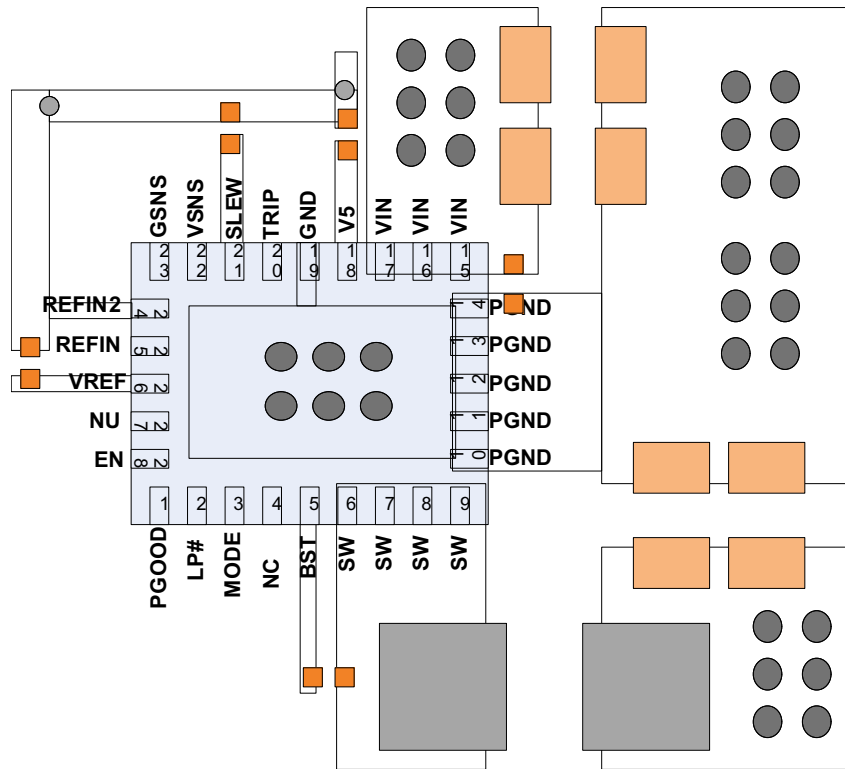 GSNS
VSNS
SLEW
TRIP
GND
V5
VIN
VIN
VIN
23
22
21
20
19
18
17
16
15
REFIN2
24
14
PGND
REFIN
25
13
PGND
VREF
26
12
PGND
NU
27
11
PGND
EN
28
10
PGND
1
2
3
4
5
6
7
8
9
PGOOD
LP#
MODE
NC
BST
SW
SW
SW
SW